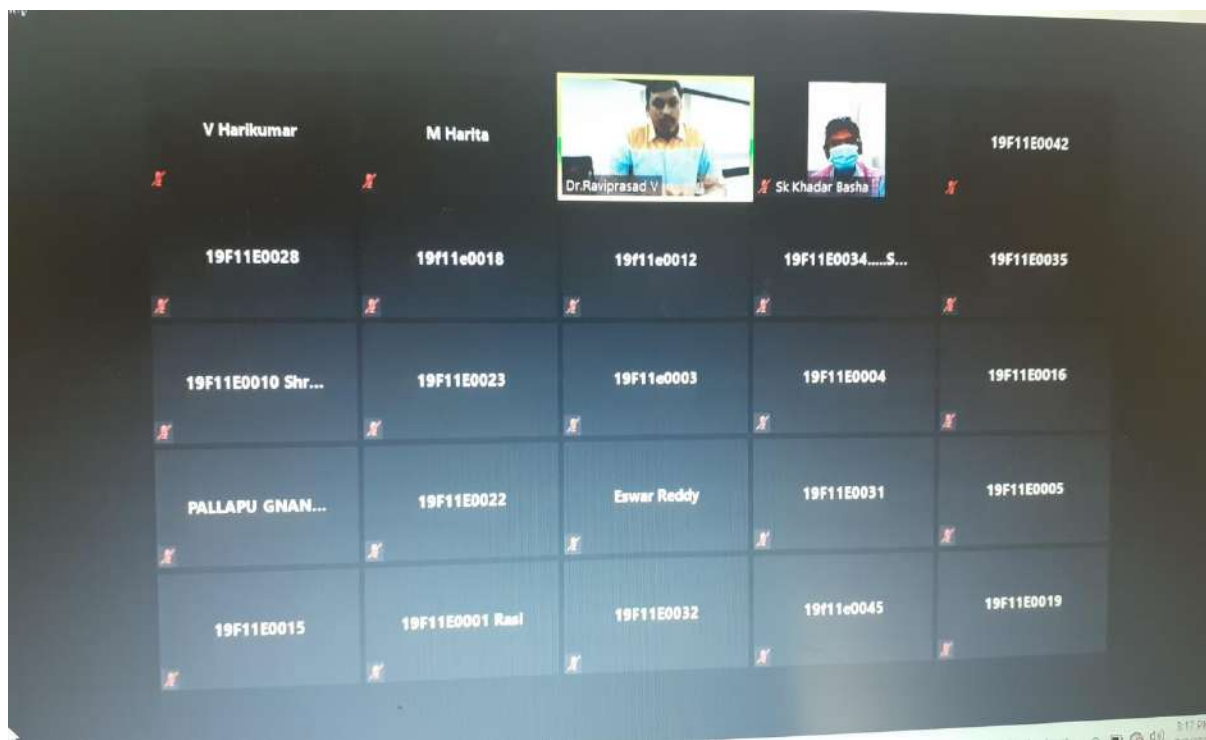 V Harikumar
M Harita
Dr.Raviprasad V
Sk Khadar Basha
19F11E0042
19F11E0028
19f11e0018
19f11e0012
19F11E0034.....S...
19F11E0035
19F11E0010 Shr...
19F11E0023
19F11e0003
19F11E0004
19F11E0016
PALLAPU GNAN...
19F11E0022
Eswar Reddy
19F11E0031
19F11E0005
19F11E0015
19F11E0001 Rasi
19F11E0032
19f11e0045
19F11E0019